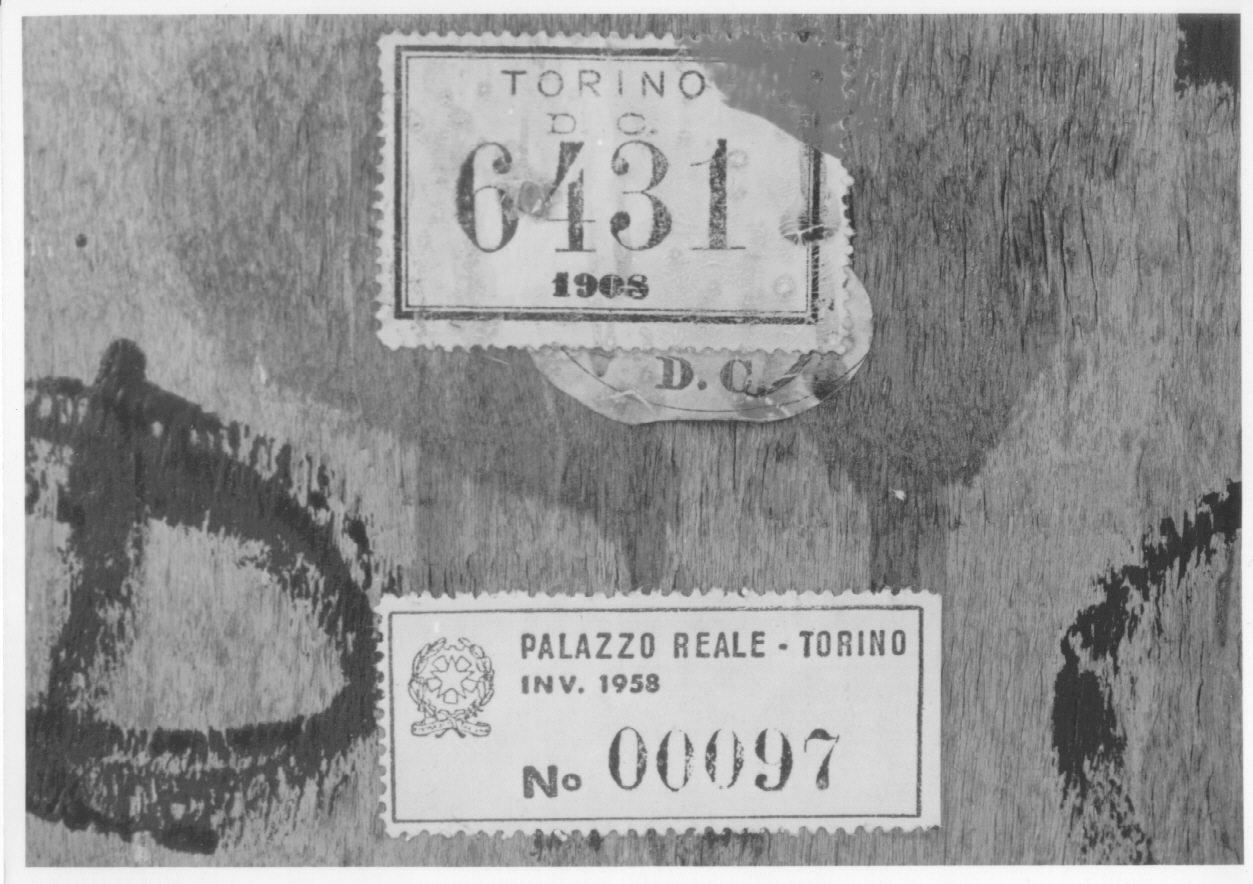 TORINO
D. C.
6431
1908
D. C.
D
PALAZZO REALE - TORINO
INV. 1958
No 00097